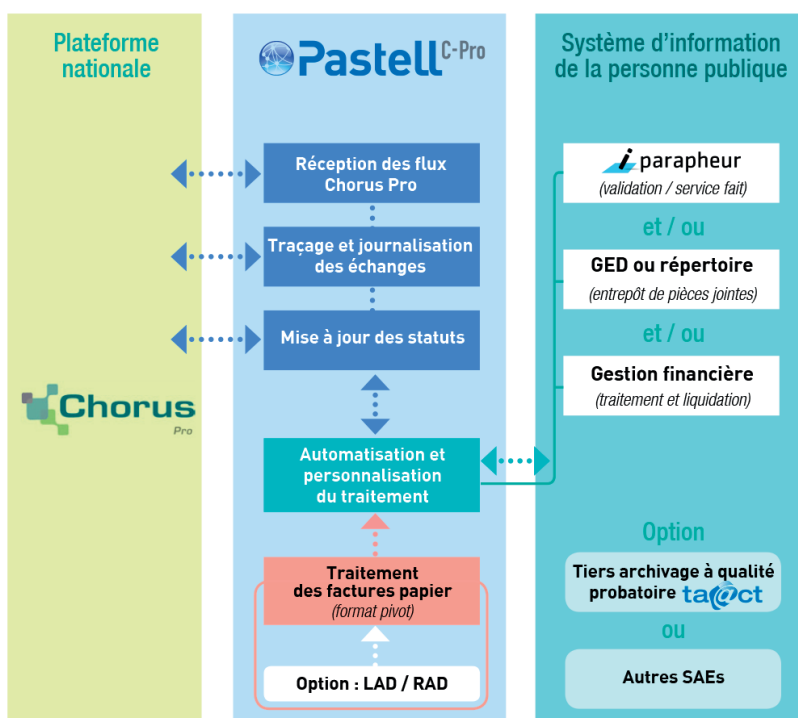 Plateforme
nationale
Chorus
Pro
Pastell C-Pro
Réception des flux
Chorus Pro
Traçage et journalisation
des échanges
Mise à jour des statuts
Automatisation et
personnalisation
du traitement
Traitement
des factures papier
(format pivot)
Option : LAD / RAD
Système d'information
de la personne publique
i parapheur
(validation / service fait)
et / ou
GED ou répertoire
(entrepôt de pièces jointes)
et / ou
Gestion financière
(traitement et liquidation)
Option
Tiers archivage à qualité
probatoire ta@ct
ou
Autres SAEs